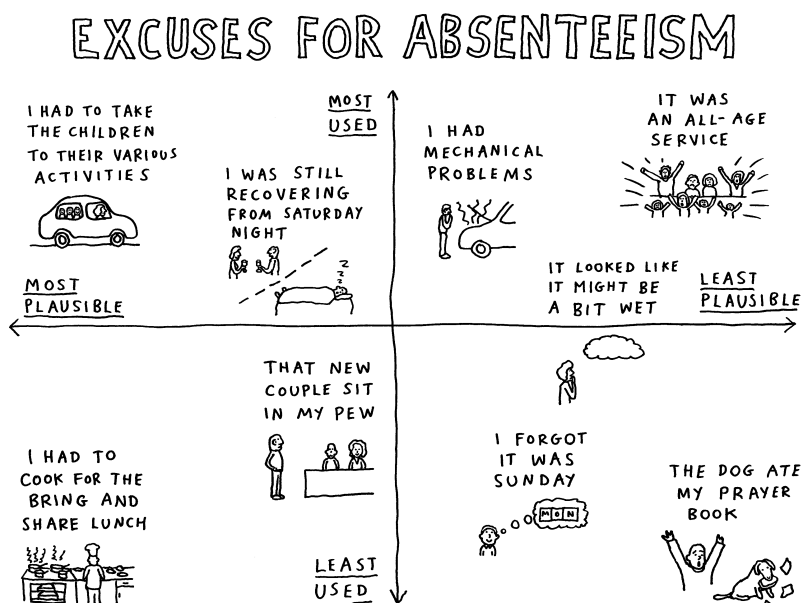 EXCUSES FOR ABSENTEEISM
MOST
USED
I HAD TO TAKE
THE CHILDREN
TO THEIR VARIOUS
ACTIVITIES
I WAS STILL
RECOVERING
FROM SATURDAY
NIGHT
Z
Z
Z
I HAD
MECHANICAL
PROBLEMS
IT WAS
AN ALL-AGE
SERVICE
MOST
PLAUSIBLE
IT LOOKED LIKE
IT MIGHT BE
A BIT WET
LEAST
PLAUSIBLE
THAT NEW
COUPLE SIT
IN MY PEW
I HAD TO
COOK FOR THE
BRING AND
SHARE LUNCH
I FORGOT
IT WAS
SUNDAY
MON
THE DOG ATE
MY PRAYER
BOOK
LEAST
USED